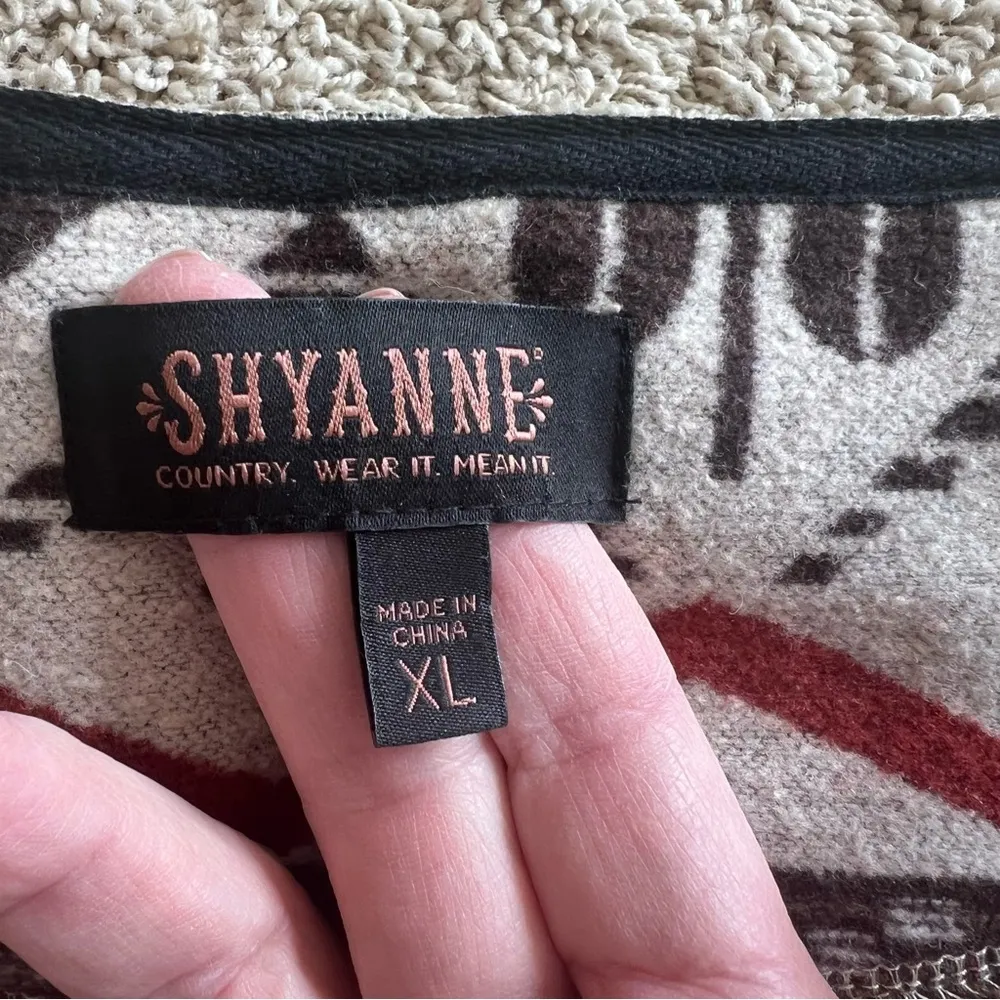 SHYANNE
COUNTRY. WEAR IT. MEAN IT.
MADE IN
CHINA
XL